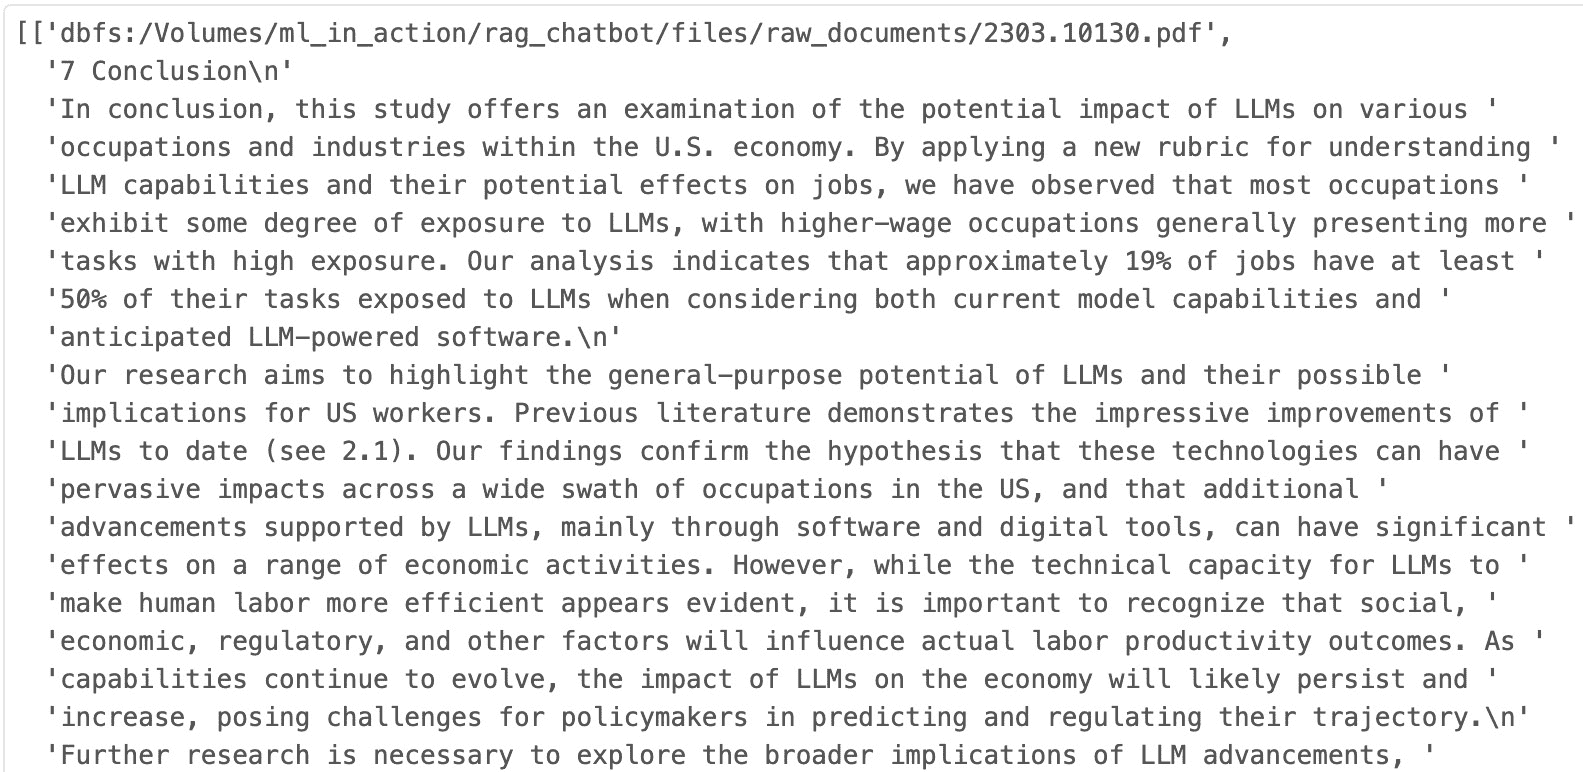 [['dbfs:/Volumes/ml_in_action/rag_chatbot/files/raw_documents/2303.10130.pdf',
'7 Conclusion\n'
'In conclusion, this study offers an examination of the potential impact of LLMs on various '
'occupations and industries within the U.S. economy. By applying a new rubric for understanding '
'LLM capabilities and their potential effects on jobs, we have observed that most occupations '
'exhibit some degree of exposure to LLMs, with higher-wage occupations generally presenting more '
'tasks with high exposure. Our analysis indicates that approximately 19% of jobs have at least '
'50% of their tasks exposed to LLMs when considering both current model capabilities and '
'anticipated LLM-powered software.\n'
'Our research aims to highlight the general-purpose potential of LLMs and their possible '
'implications for US workers. Previous literature demonstrates the impressive improvements of '
'LLMs to date (see 2.1). Our findings confirm the hypothesis that these technologies can have '
'pervasive impacts across a wide swath of occupations in the US, and that additional '
'advancements supported by LLMs, mainly through software and digital tools, can have significant '
'effects on a range of economic activities. However, while the technical capacity for LLMs to '
'make human labor more efficient appears evident, it is important to recognize that social, '
'economic, regulatory, and other factors will influence actual labor productivity outcomes. As '
'capabilities continue to evolve, the impact of LLMs on the economy will likely persist and '
'increase, posing challenges for policymakers in predicting and regulating their trajectory.\n'
'Further research is necessary to explore the broader implications of LLM advancements, '